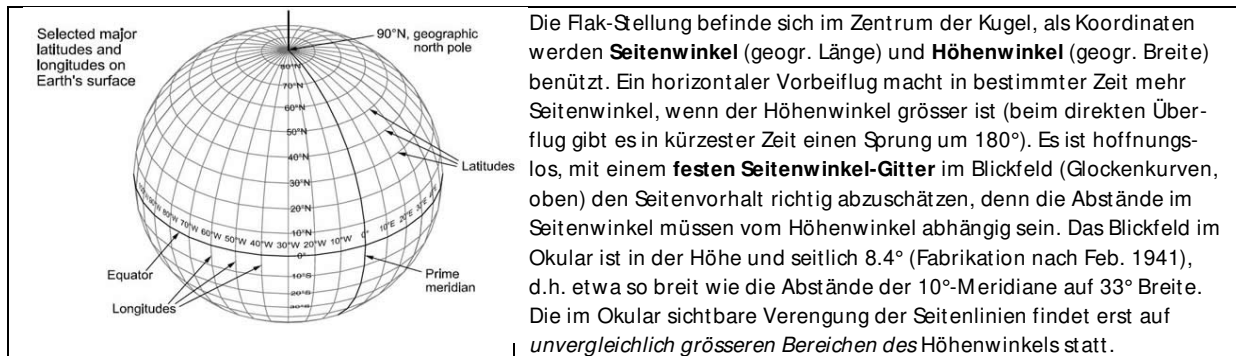 Selected major
latitudes and
longitudes on
Earth's surface
90°N, geographic
north pole
80°N
70°N
60°N
50°N
40°N
30°N
20°N
10°N
90°W 80°W 70°W 60°W 50°W 40°W 30°W 20°W 10°W 0° 10°E 20°E 30°E
0°
10°S
20°S
30°S
Latitudes
Equator
Longitudes
Prime
meridian
Die Flak-Stellung befinde sich im Zentrum der Kugel, als Koordinaten
werden Seitenwinkel (geogr. Länge) und Höhenwinkel (geogr. Breite)
benützt. Ein horizontaler Vorbeiflug macht in bestimmter Zeit mehr
Seitenwinkel, wenn der Höhenwinkel grösser ist (beim direkten Über-
flug gibt es in kürzester Zeit einen Sprung um 180°). Es ist hoffnungs-
los, mit einem festen Seitenwinkel-Gitter im Blickfeld (Glockenkurven,
oben) den Seitenvorhalt richtig abzuschätzen, denn die Abstände im
Seitenwinkel müssen vom Höhenwinkel abhängig sein. Das Blickfeld im
Okular ist in der Höhe und seitlich 8.4° (Fabrikation nach Feb. 1941),
d.h. etwa so breit wie die Abstände der 10°-Meridiane auf 33° Breite.
Die im Okular sichtbare Verengung der Seitenlinien findet erst auf
unvergleichlich grösseren Bereichen des Höhenwinkels statt.